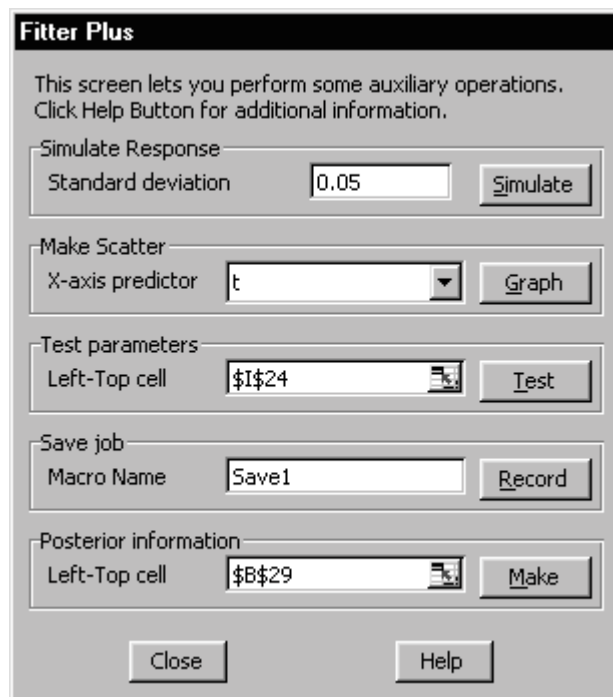 Fitter Plus
This screen lets you perform some auxiliary operations.
Click Help Button for additional information.
Simulate Response
Standard deviation 0.05 Simulate
Make Scatter
X-axis predictor t Graph
Test parameters
Left-Top cell $I$24 Test
Save job
Macro Name Save1 Record
Posterior information
Left-Top cell $B$29 Make
Close Help